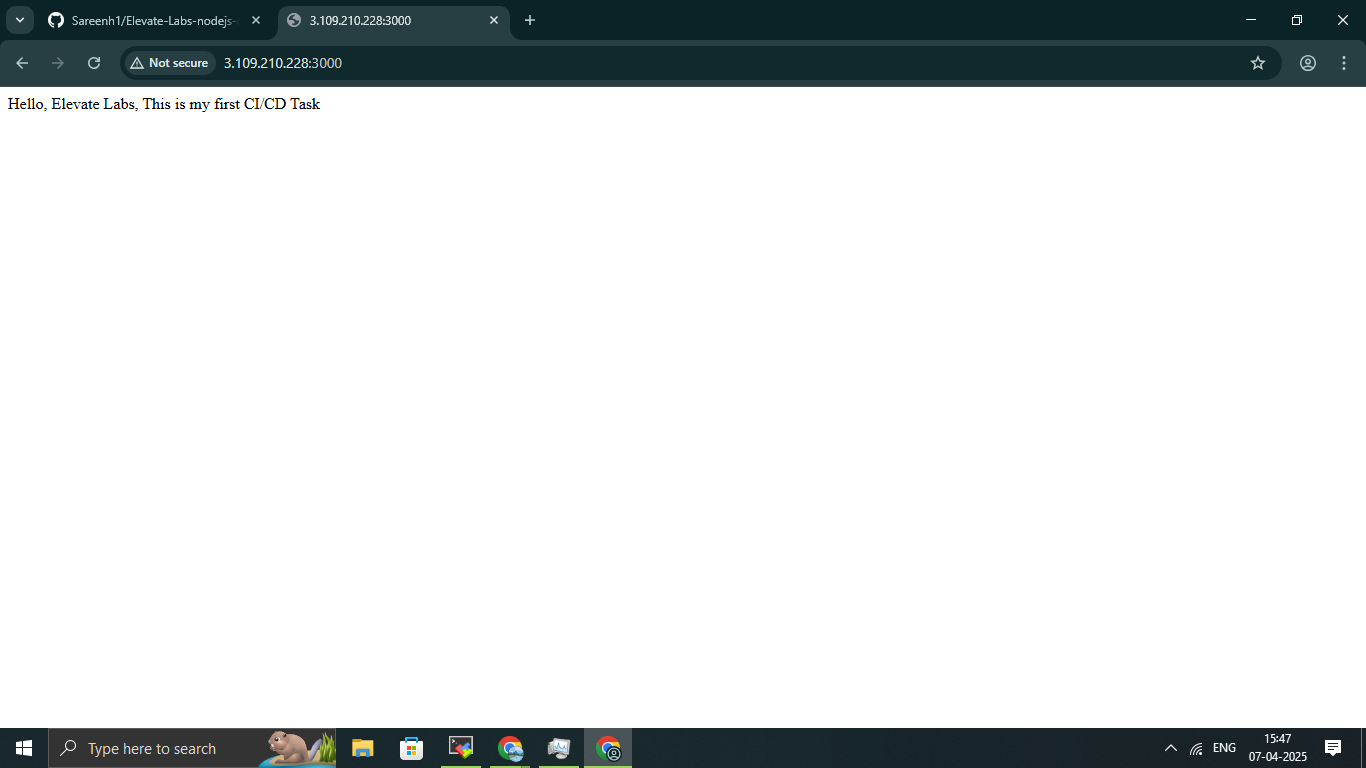 Sareenh1/Elevate-Labs-nodejs-
3.109.210.228:3000
Not secure
3.109.210.228:3000
Hello, Elevate Labs, This is my first CI/CD Task
Type here to search
ENG
15:47
07-04-2025